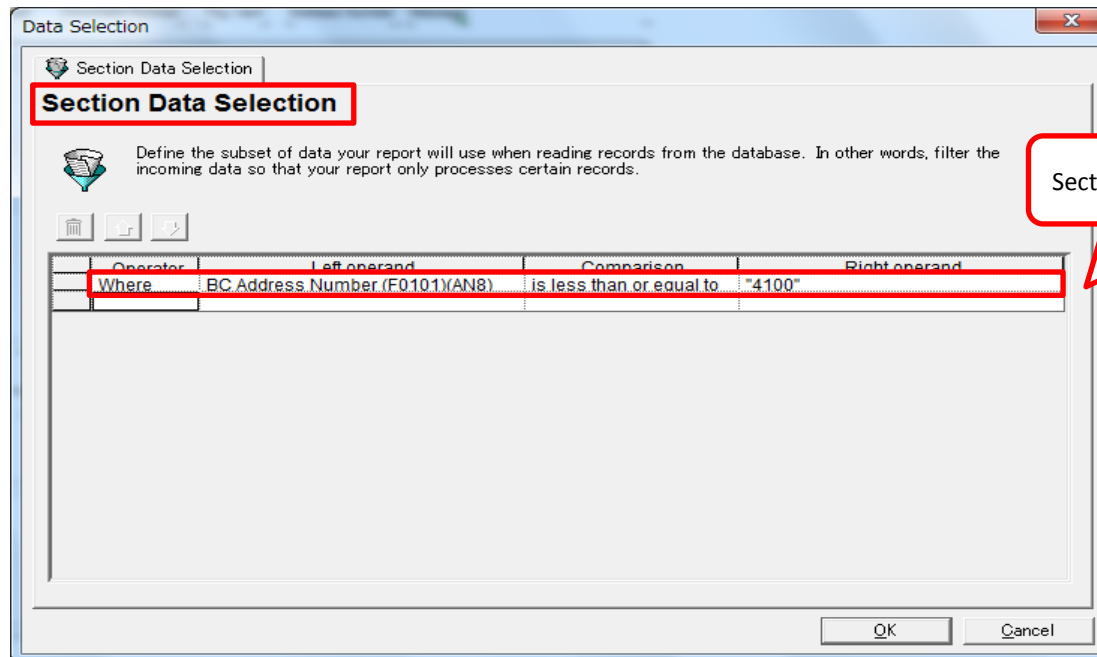 Data Selection
Section Data Selection
Section Data Selection
Define the subset of data your report will use when reading records from the database. In other words, filter the
incoming data so that your report only processes certain records.
Sect
Operator Left operand Comparison Right operand
Where BC Address Number (F0101)(AN8) is less than or equal to "4100"
OK Cancel